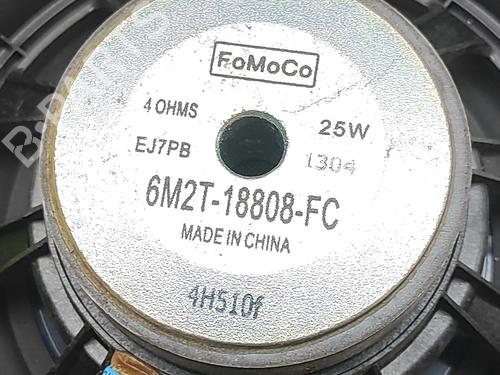 FoMoCo
4 OHMS 25W
EJ7PB 1304
6M2T-18808-FC
MADE IN CHINA
4H510f